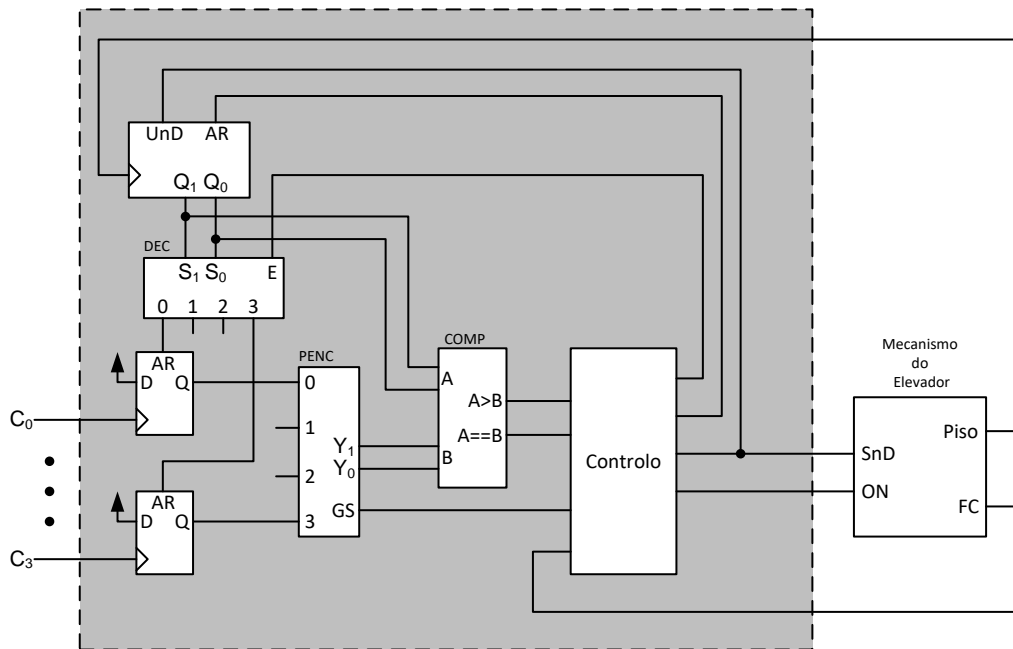 UnD AR
Q1 Q0
DEC
S1 S0 E
0 1 2 3
AR
D Q
C0
AR
D Q
C3
PENC
0
1
2
3
Y1
Y0
GS
COMP
A
B
A>B
A==B
Controlo
Mecanismo
do
Elevador
Piso
SnD
ON
FC